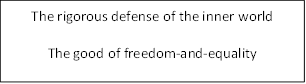 The rigorous defense of the inner world
The good of freedom-and-equality